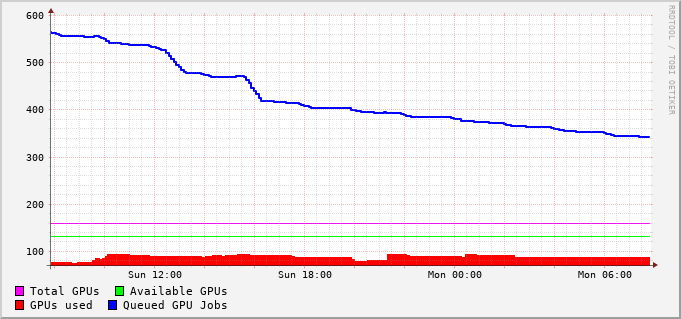 600
500
400
300
200
100
Sun 12:00 Sun 18:00 Mon 00:00 Mon 06:00
RRDTOOL / TOBI OETIKER
Total GPUs Available GPUs
GPUs used Queued GPU Jobs